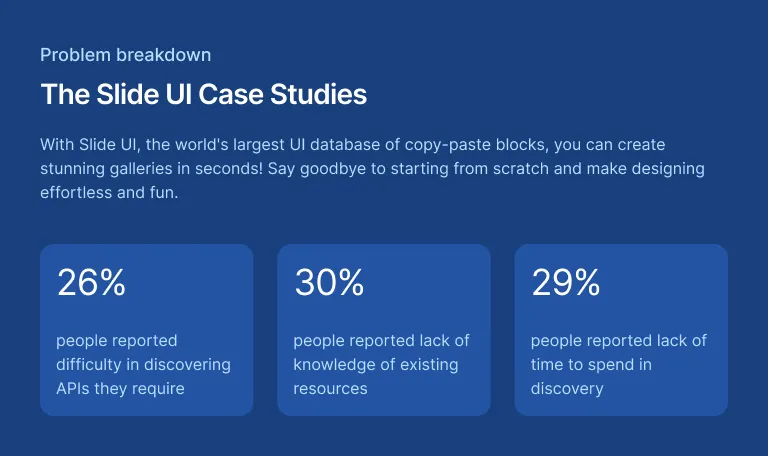 Problem breakdown
The Slide UI Case Studies
With Slide UI, the world's largest UI database of copy-paste blocks, you can create
stunning galleries in seconds! Say goodbye to starting from scratch and make designing
effortless and fun.
26%
people reported
difficulty in discovering
APIs they require
30%
people reported lack of
knowledge of existing
resources
29%
people reported lack of
time to spend in
discovery